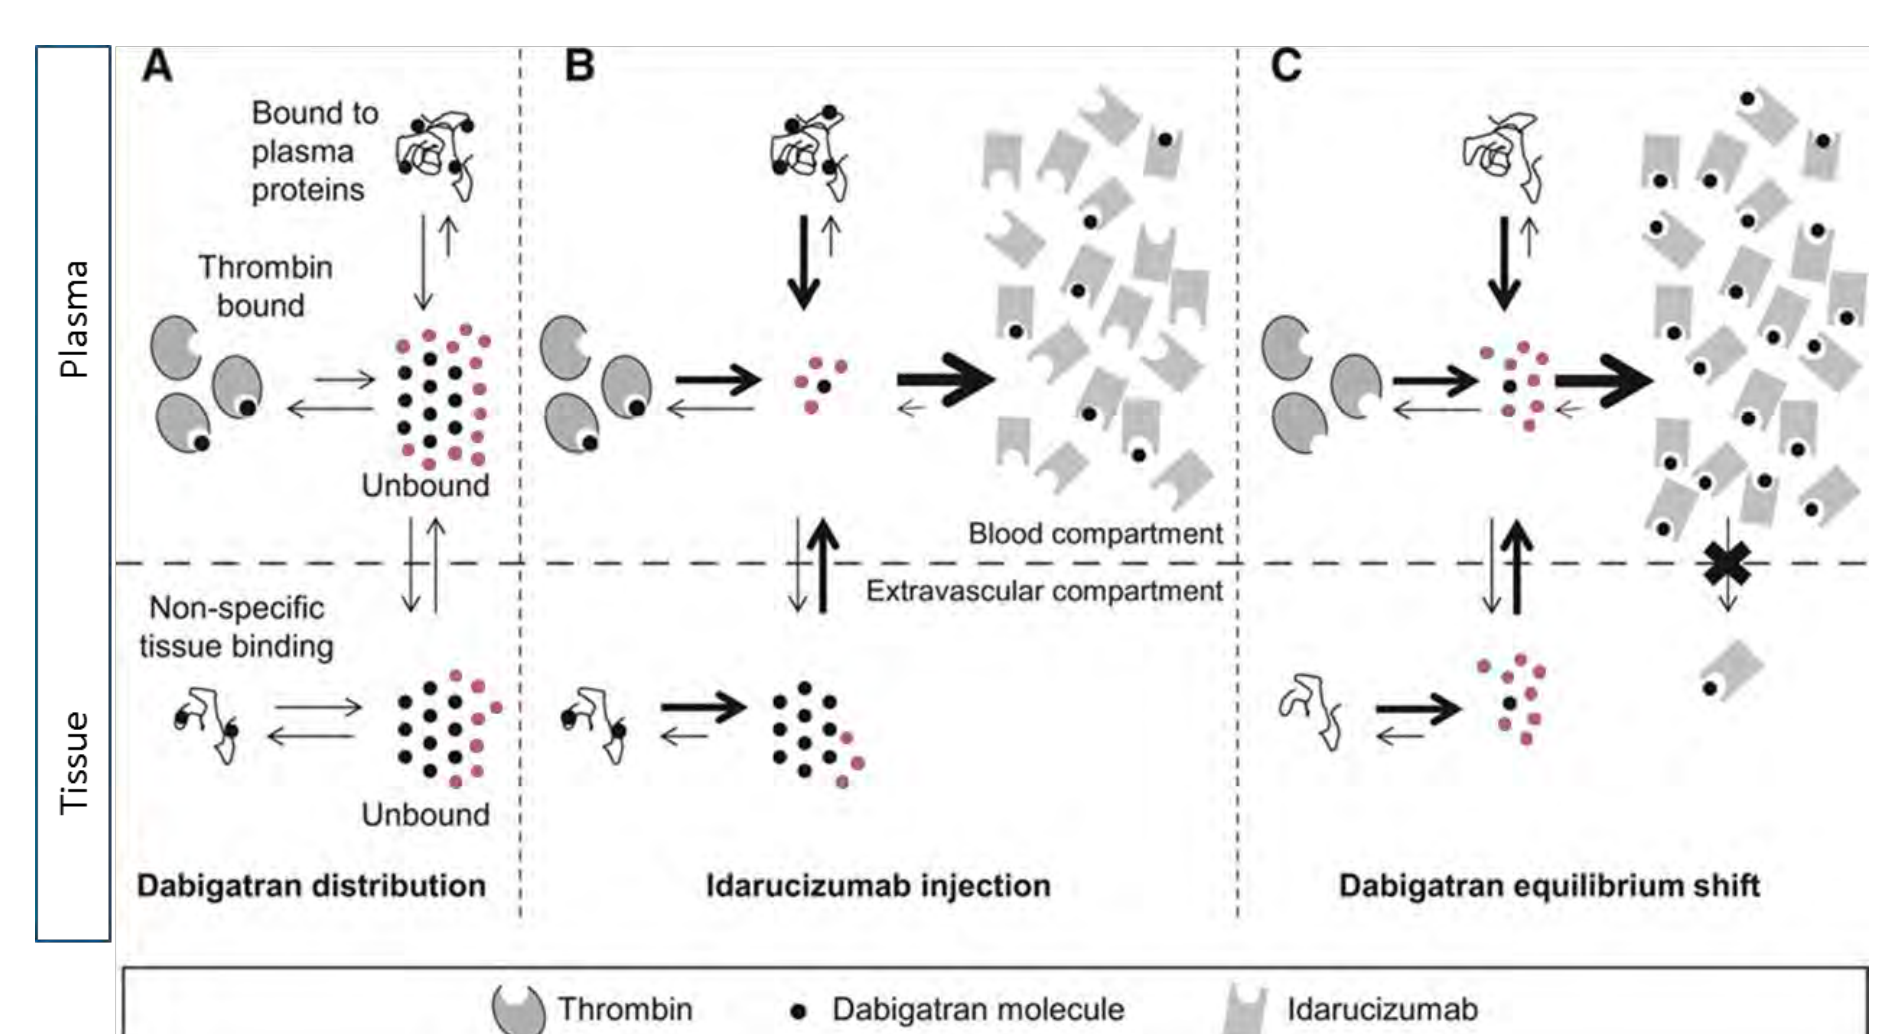 Plasma
Tissue
A
Bound to
plasma
proteins
Thrombin
bound
Unbound
Non-specific
tissue binding
Unbound
Dabigatran distribution
B
Blood compartment
Extravascular compartment
Idarucizumab injection
C
Dabigatran equilibrium shift
Thrombin
Dabigatran molecule
Idarucizumab